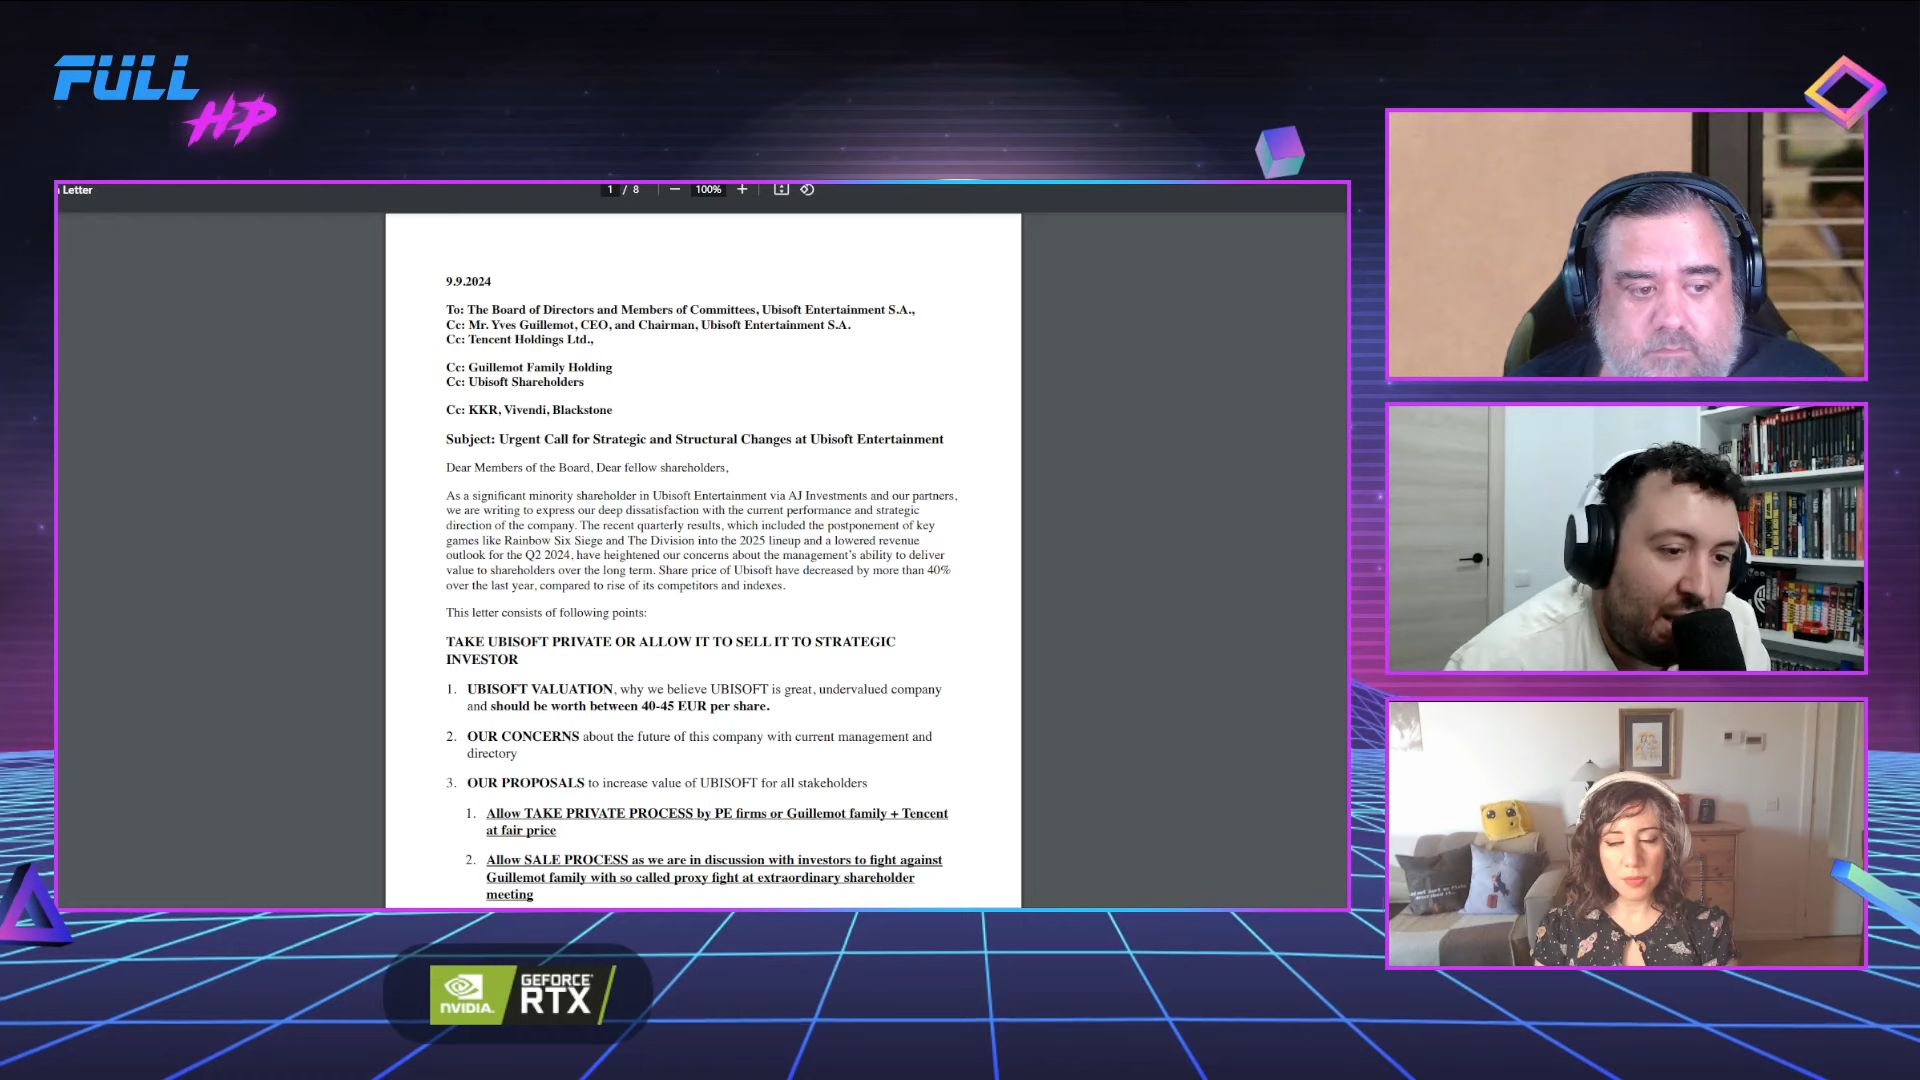 FULL
HP
Letter
1 / 8 — 100% +
9.9.2024
To: The Board of Directors and Members of Committees, Ubisoft Entertainment S.A.,
Cc: Mr. Yves Guillemot, CEO, and Chairman, Ubisoft Entertainment S.A.
Cc: Tencent Holdings Ltd.,
Cc: Guillemot Family Holding
Cc: Ubisoft Shareholders
Cc: KKR, Vivendi, Blackstone
Subject: Urgent Call for Strategic and Structural Changes at Ubisoft Entertainment
Dear Members of the Board, Dear fellow shareholders,
As a significant minority shareholder in Ubisoft Entertainment via AJ Investments and our partners,
we are writing to express our deep dissatisfaction with the current performance and strategic
direction of the company. The recent quarterly results, which included the postponement of key
games like Rainbow Six Siege and The Division into the 2025 lineup and a lowered revenue
outlook for the Q2 2024, have heightened our concerns about the management's ability to deliver
value to shareholders over the long term. Share price of Ubisoft have decreased by more than 40%
over the last year, compared to rise of its competitors and indexes.
This letter consists of following points:
TAKE UBISOFT PRIVATE OR ALLOW IT TO SELL IT TO STRATEGIC
INVESTOR
1. UBISOFT VALUATION, why we believe UBISOFT is great, undervalued company
and should be worth between 40-45 EUR per share.
2. OUR CONCERNS about the future of this company with current management and
directory
3. OUR PROPOSALS to increase value of UBISOFT for all stakeholders
1. Allow TAKE PRIVATE PROCESS by PE firms or Guillemot family + Tencent
at fair price
2. Allow SALE PROCESS as we are in discussion with investors to fight against
Guillemot family with so called proxy fight at extraordinary shareholder
meeting
NVIDIA.
GEFORCE
RTX